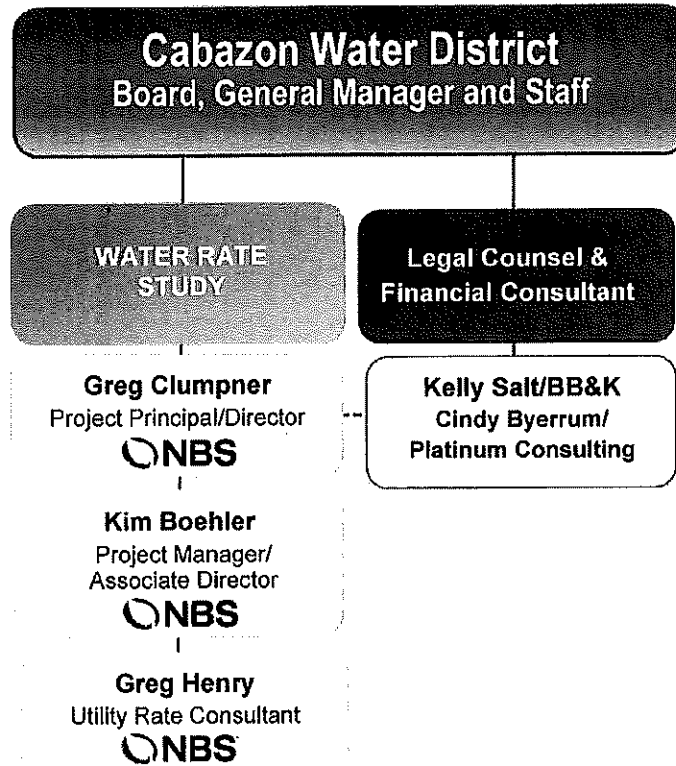 Cabazon Water District
Board, General Manager and Staff
WATER RATE
STUDY
Legal Counsel &
Financial Consultant
Greg Clumpner
Project Principal/Director
NBS
Kelly Salt/BB&K
Cindy Byerrum/
Platinum Consulting
Kim Boehler
Project Manager/
Associate Director
NBS
Greg Henry
Utility Rate Consultant
NBS